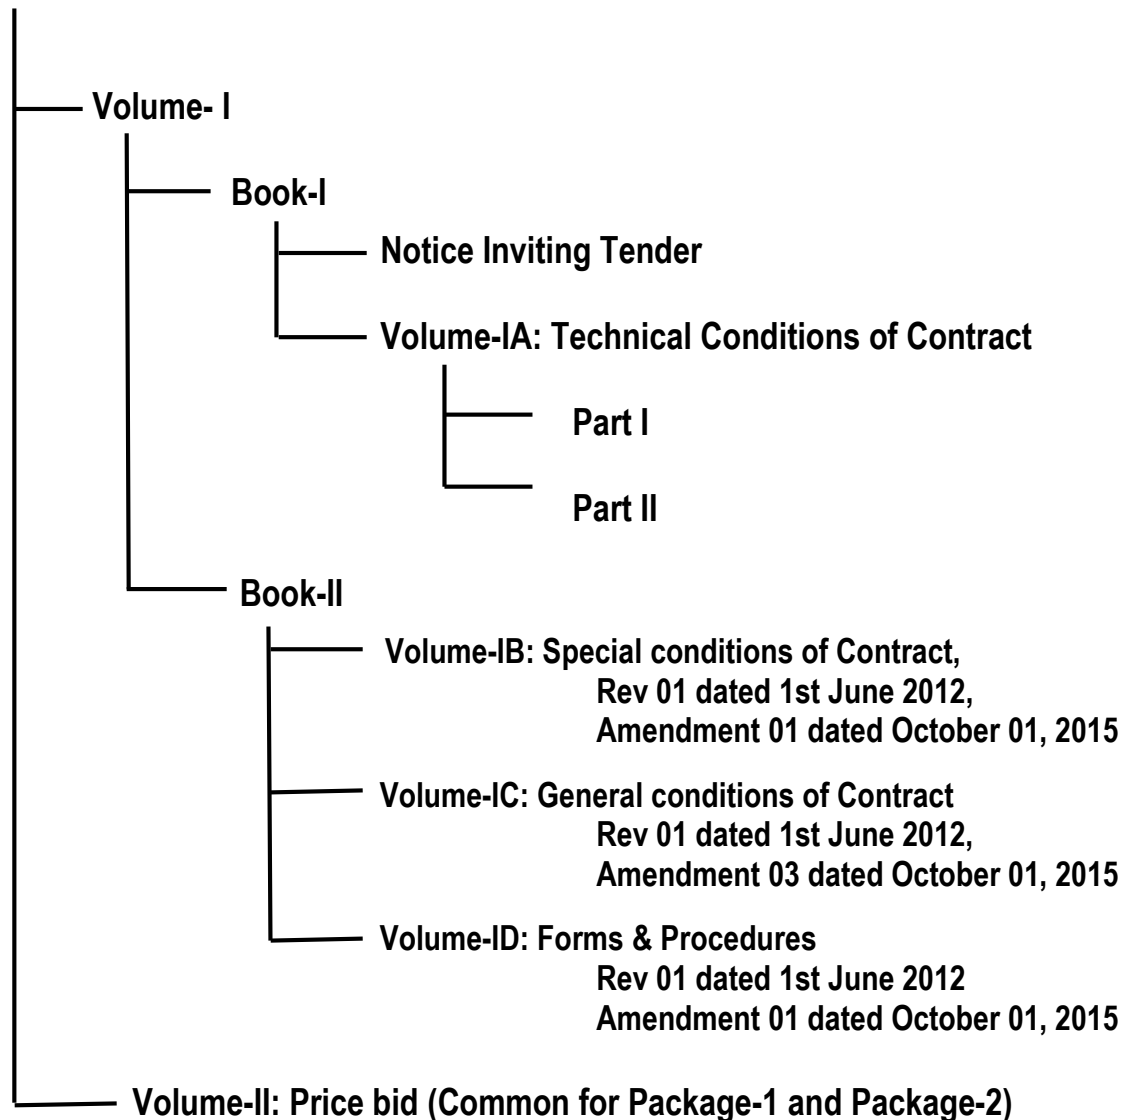 Volume- I
Book-I
Notice Inviting Tender
Volume-IA: Technical Conditions of Contract
Part I
Part II
Book-II
Volume-IB: Special conditions of Contract,
Rev 01 dated 1st June 2012,
Amendment 01 dated October 01, 2015
Volume-IC: General conditions of Contract
Rev 01 dated 1st June 2012,
Amendment 03 dated October 01, 2015
Volume-ID: Forms & Procedures
Rev 01 dated 1st June 2012
Amendment 01 dated October 01, 2015
Volume-II: Price bid (Common for Package-1 and Package-2)